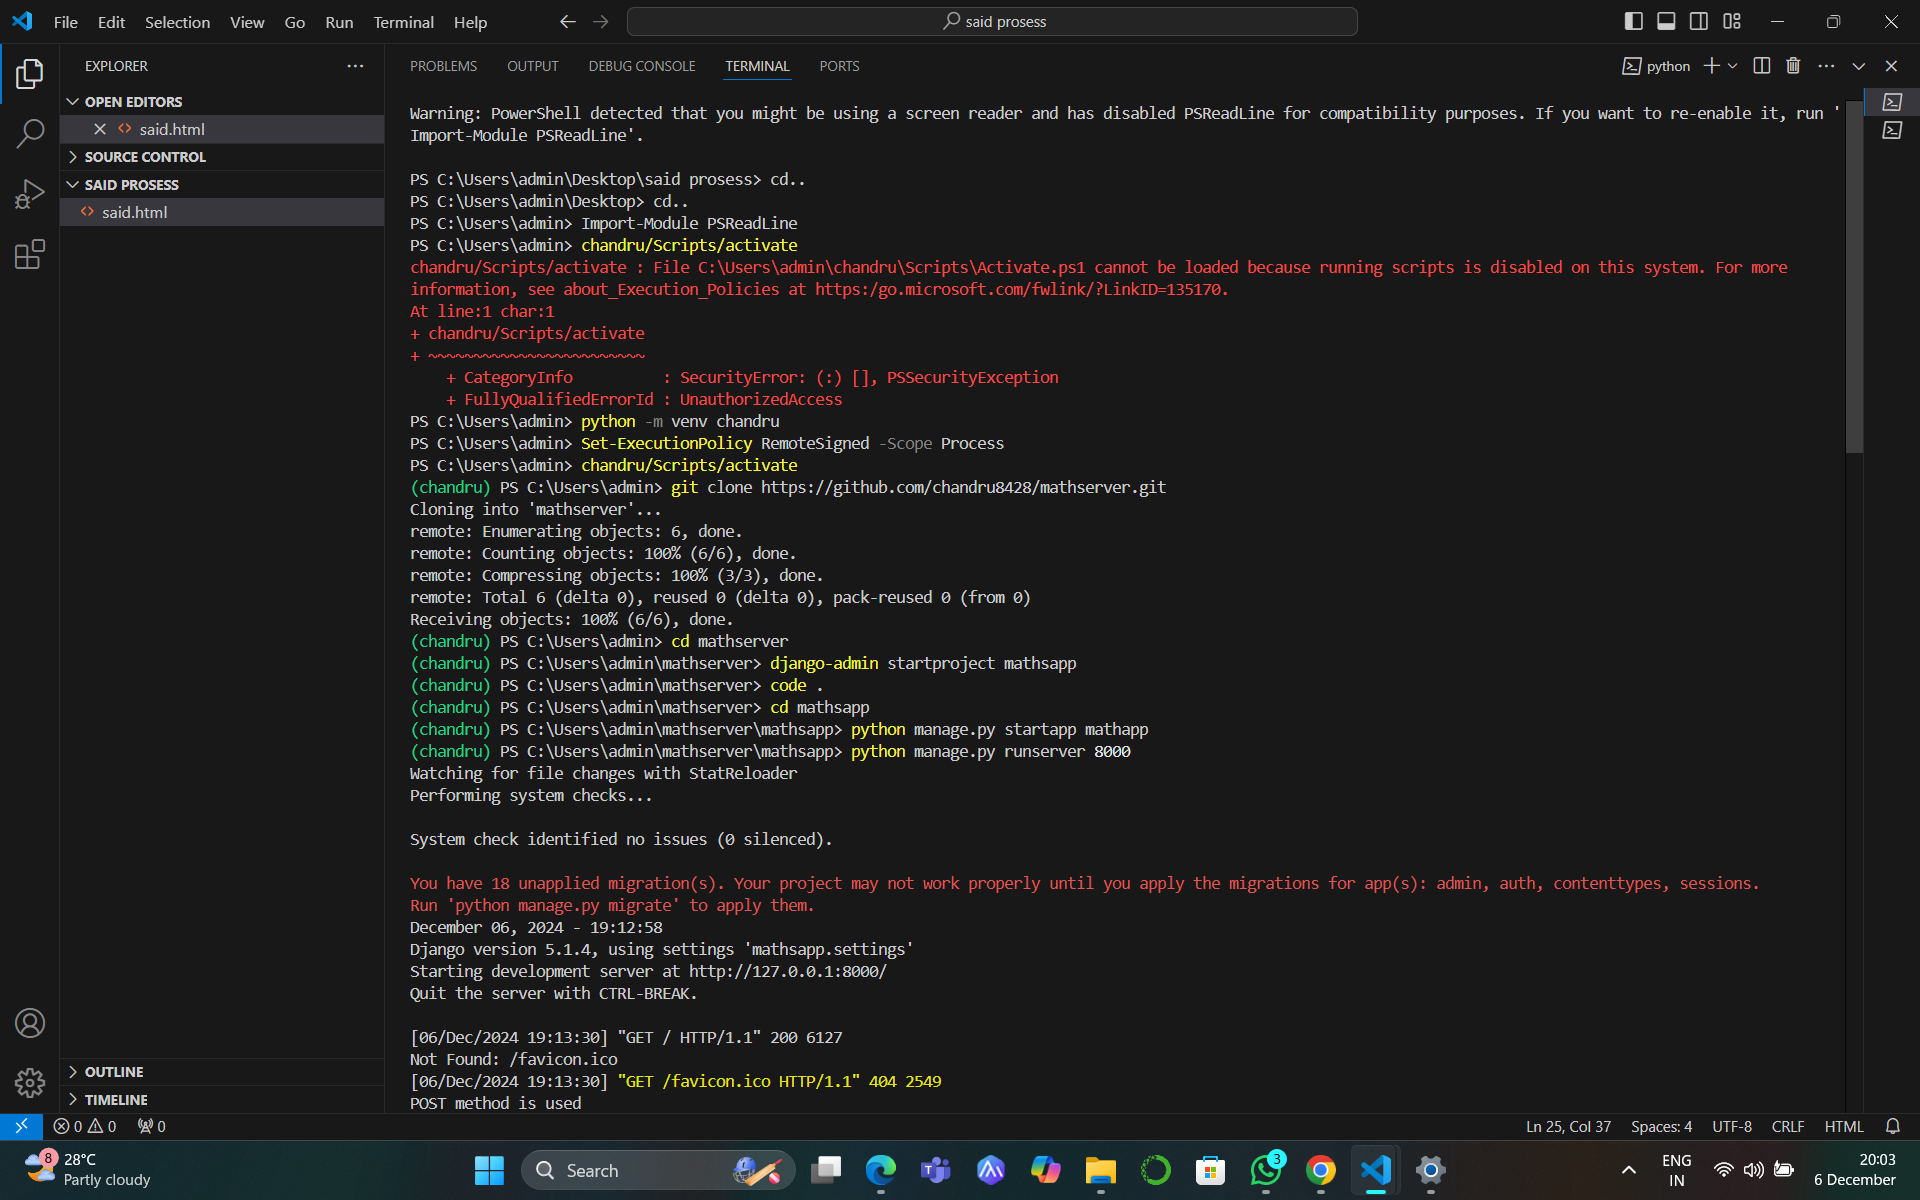 File Edit Selection View Go Run Terminal Help
said prosess
EXPLORER
OPEN EDITORS
said.html
SOURCE CONTROL
SAID PROSESS
said.html
OUTLINE
TIMELINE
PROBLEMS OUTPUT DEBUG CONSOLE TERMINAL PORTS
python
Warning: PowerShell detected that you might be using a screen reader and has disabled PSReadLine for compatibility purposes. If you want to re-enable it, run '
Import-Module PSReadLine'.
PS C:\Users\admin\Desktop\said prosess> cd..
PS C:\Users\admin\Desktop> cd..
PS C:\Users\admin> Import-Module PSReadLine
PS C:\Users\admin> chandru/Scripts/activate
chandru/Scripts/activate : File C:\Users\admin\chandru\Scripts\Activate.ps1 cannot be loaded because running scripts is disabled on this system. For more
information, see about_Execution_Policies at https:/go.microsoft.com/fwlink/?LinkID=135170.
At line:1 char:1
+ chandru/Scripts/activate
+ ~~~~~~~~~~~~~~~~~~~~~~~~
+ CategoryInfo          : SecurityError: (:) [], PSSecurityException
+ FullyQualifiedErrorId : UnauthorizedAccess
PS C:\Users\admin> python -m venv chandru
PS C:\Users\admin> Set-ExecutionPolicy RemoteSigned -Scope Process
PS C:\Users\admin> chandru/Scripts/activate
(chandru) PS C:\Users\admin> git clone https://github.com/chandru8428/mathserver.git
Cloning into 'mathserver'...
remote: Enumerating objects: 6, done.
remote: Counting objects: 100% (6/6), done.
remote: Compressing objects: 100% (3/3), done.
remote: Total 6 (delta 0), reused 0 (delta 0), pack-reused 0 (from 0)
Receiving objects: 100% (6/6), done.
(chandru) PS C:\Users\admin> cd mathserver
(chandru) PS C:\Users\admin\mathserver> django-admin startproject mathsapp
(chandru) PS C:\Users\admin\mathserver> code .
(chandru) PS C:\Users\admin\mathserver> cd mathsapp
(chandru) PS C:\Users\admin\mathserver\mathsapp> python manage.py startapp mathapp
(chandru) PS C:\Users\admin\mathserver\mathsapp> python manage.py runserver 8000
Watching for file changes with StatReloader
Performing system checks...
System check identified no issues (0 silenced).
You have 18 unapplied migration(s). Your project may not work properly until you apply the migrations for app(s): admin, auth, contenttypes, sessions.
Run 'python manage.py migrate' to apply them.
December 06, 2024 - 19:12:58
Django version 5.1.4, using settings 'mathsapp.settings'
Starting development server at http://127.0.0.1:8000/
Quit the server with CTRL-BREAK.
[06/Dec/2024 19:13:30] "GET / HTTP/1.1" 200 6127
Not Found: /favicon.ico
[06/Dec/2024 19:13:30] "GET /favicon.ico HTTP/1.1" 404 2549
POST method is used
0 0 0
Ln 25, Col 37 Spaces: 4 UTF-8 CRLF HTML
8
28°C
Partly cloudy
Search
3
ENG
IN
20:03
6 December